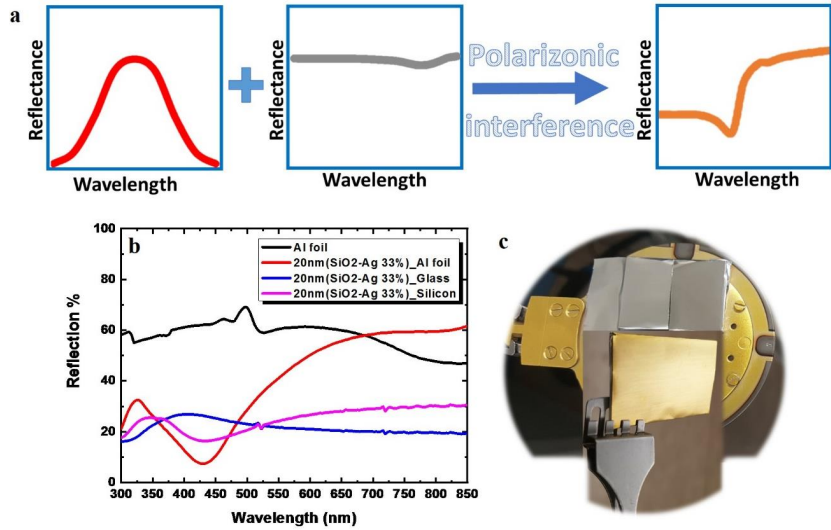 a
Reflectance
Wavelength
Reflectance
Wavelength
Polarizonic
interference
Reflectance
Wavelength
b
Al foil
20nm(SiO2-Ag 33%)_Al foil
20nm(SiO2-Ag 33%)_Glass
20nm(SiO2-Ag 33%)_Silicon
Reflection %
100
80
60
40
20
0
300 350 400 450 500 550 600 650 700 750 800 850
Wavelength (nm)
c